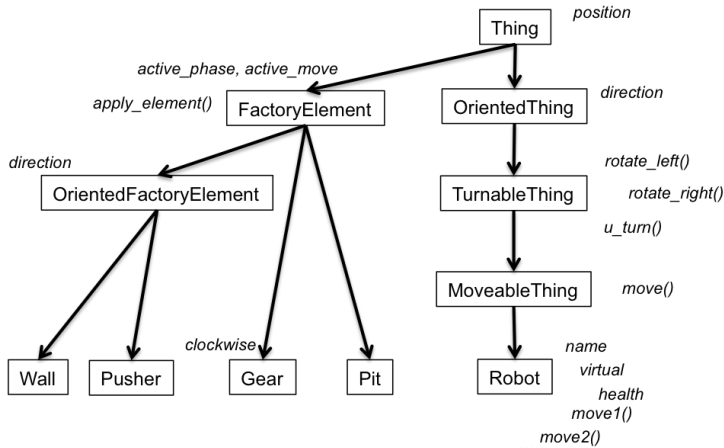 Thing
position
active_phase, active_move
apply_element()
FactoryElement
OrientedThing
direction
direction
OrientedFactoryElement
rotate_left()
TurnableThing
rotate_right()
u_turn()
MoveableThing
move()
clockwise
Wall
Pusher
Gear
Pit
Robot
name
virtual
health
move1()
move2()